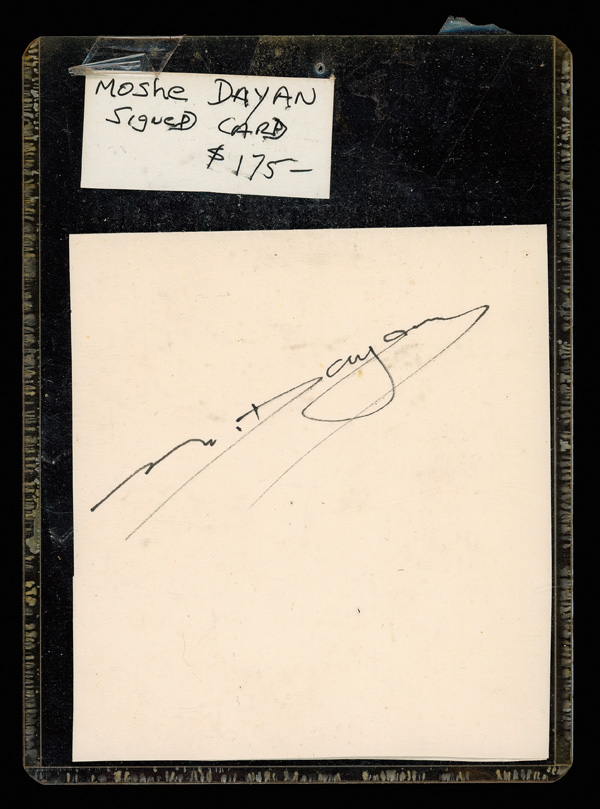 Moshe DAYAN
Signed CARD
$175-
M. Dayan